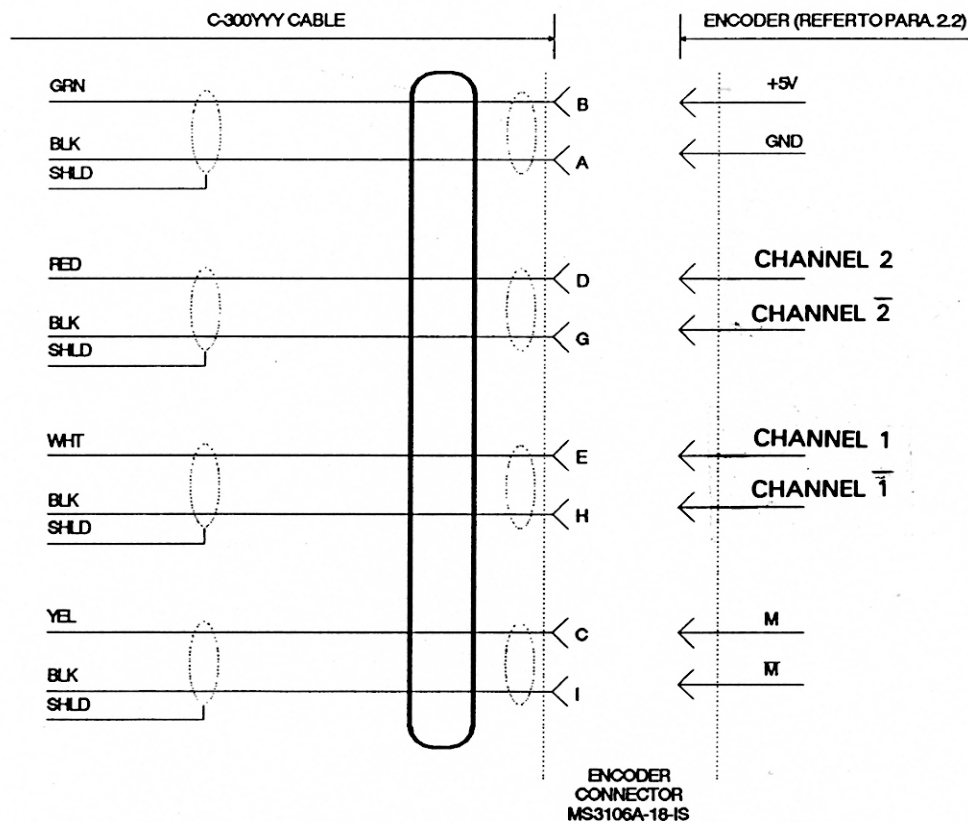 C-300YYY CABLE
ENCODER (REFER TO PARA. 2.2)
GRN
B
+5V
BLK
A
GND
SHLD
RED
D
CHANNEL 2
BLK
G
CHANNEL 2̅
SHLD
WHT
E
CHANNEL 1
BLK
H
CHANNEL 1̅
SHLD
YEL
C
M
BLK
I
M̅
SHLD
ENCODER
CONNECTOR
MS3106A-18-IS